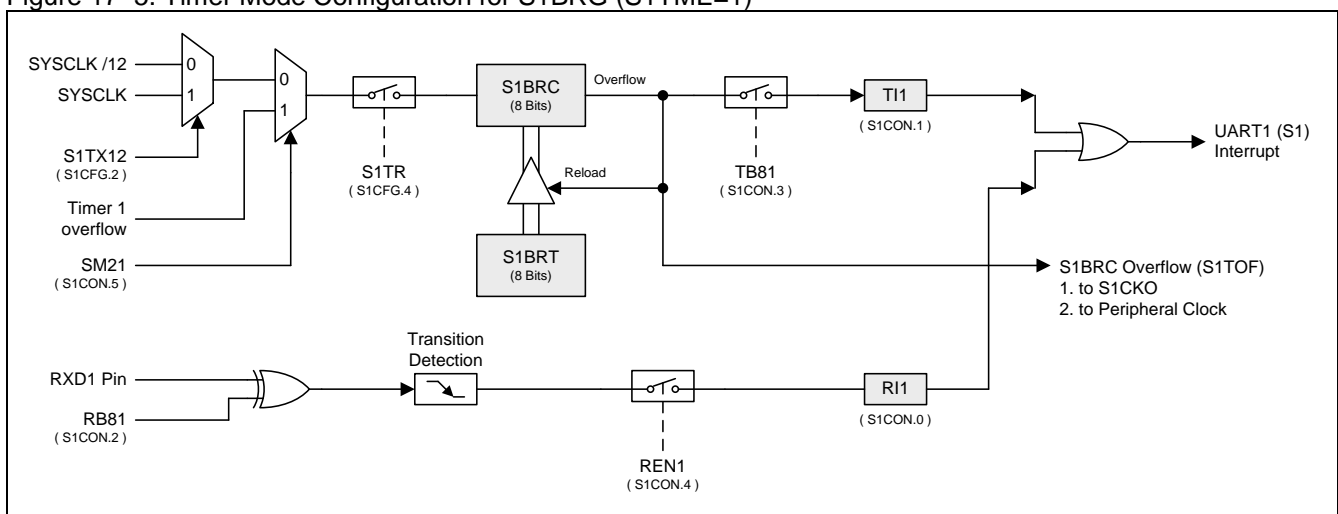 Figure Timer Mode Configuration for S1BRG (S1TME=1)
SYSCLK /12
SYSCLK
0
1
0
1
S1TX12
( S1CFG.2 )
Timer 1
overflow
SM21
( S1CON.5 )
S1TR
( S1CFG.4 )
S1BRC
(8 Bits)
Overflow
Reload
S1BRT
(8 Bits)
TB81
( S1CON.3 )
TI1
( S1CON.1 )
UART1 (S1)
Interrupt
S1BRC Overflow (S1TOF)
1. to S1CKO
2. to Peripheral Clock
RXD1 Pin
RB81
( S1CON.2 )
Transition
Detection
REN1
( S1CON.4 )
RI1
( S1CON.0 )